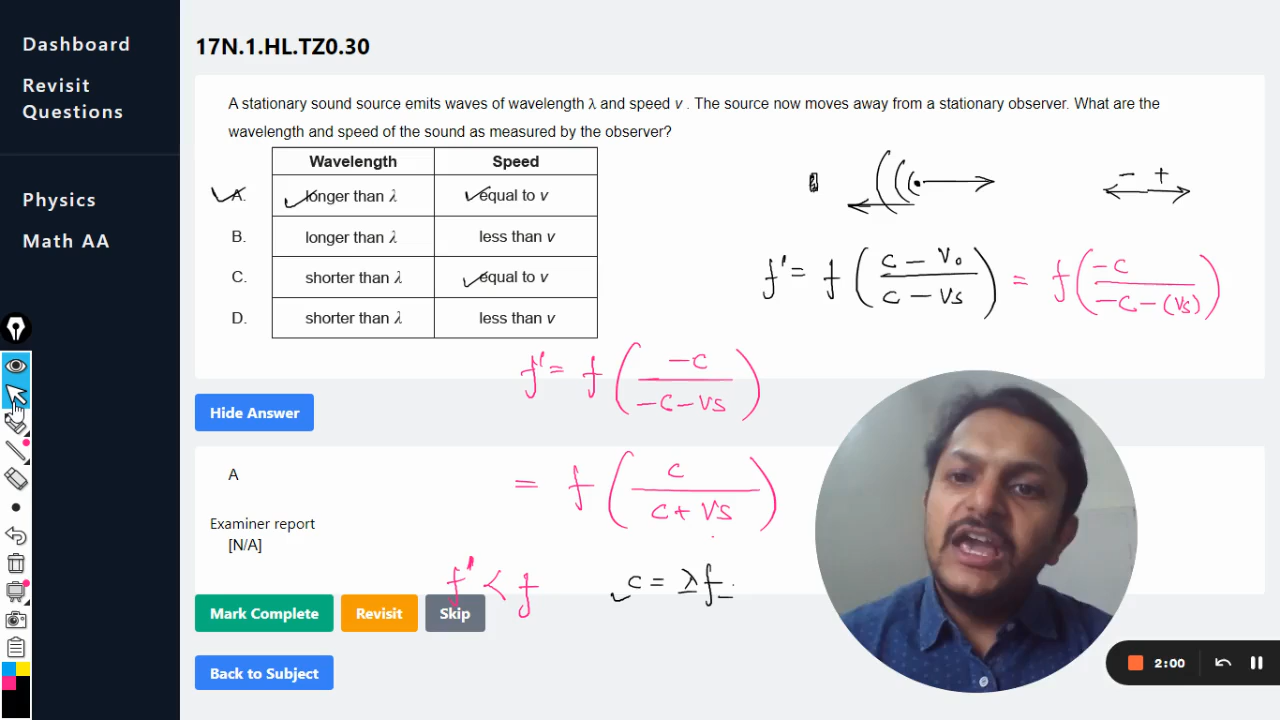 Dashboard
Revisit
Questions
Physics
Math AA
17N.1.HL.TZ0.30
A stationary sound source emits waves of wavelength λ and speed v . The source now moves away from a stationary observer. What are the
wavelength and speed of the sound as measured by the observer?
Wavelength Speed
A. longer than λ equal to v
B. longer than λ less than v
C. shorter than λ equal to v
D. shorter than λ less than v
− +
f' = f ( c − v₀ / c − vs ) = f ( −c / −c − (vs) )
f' = f ( −c / −c − vs )
= f ( c / c + vs )
f' < f
c = λf
Hide Answer
A
Examiner report
[N/A]
Mark Complete Revisit Skip
Back to Subject
2:00